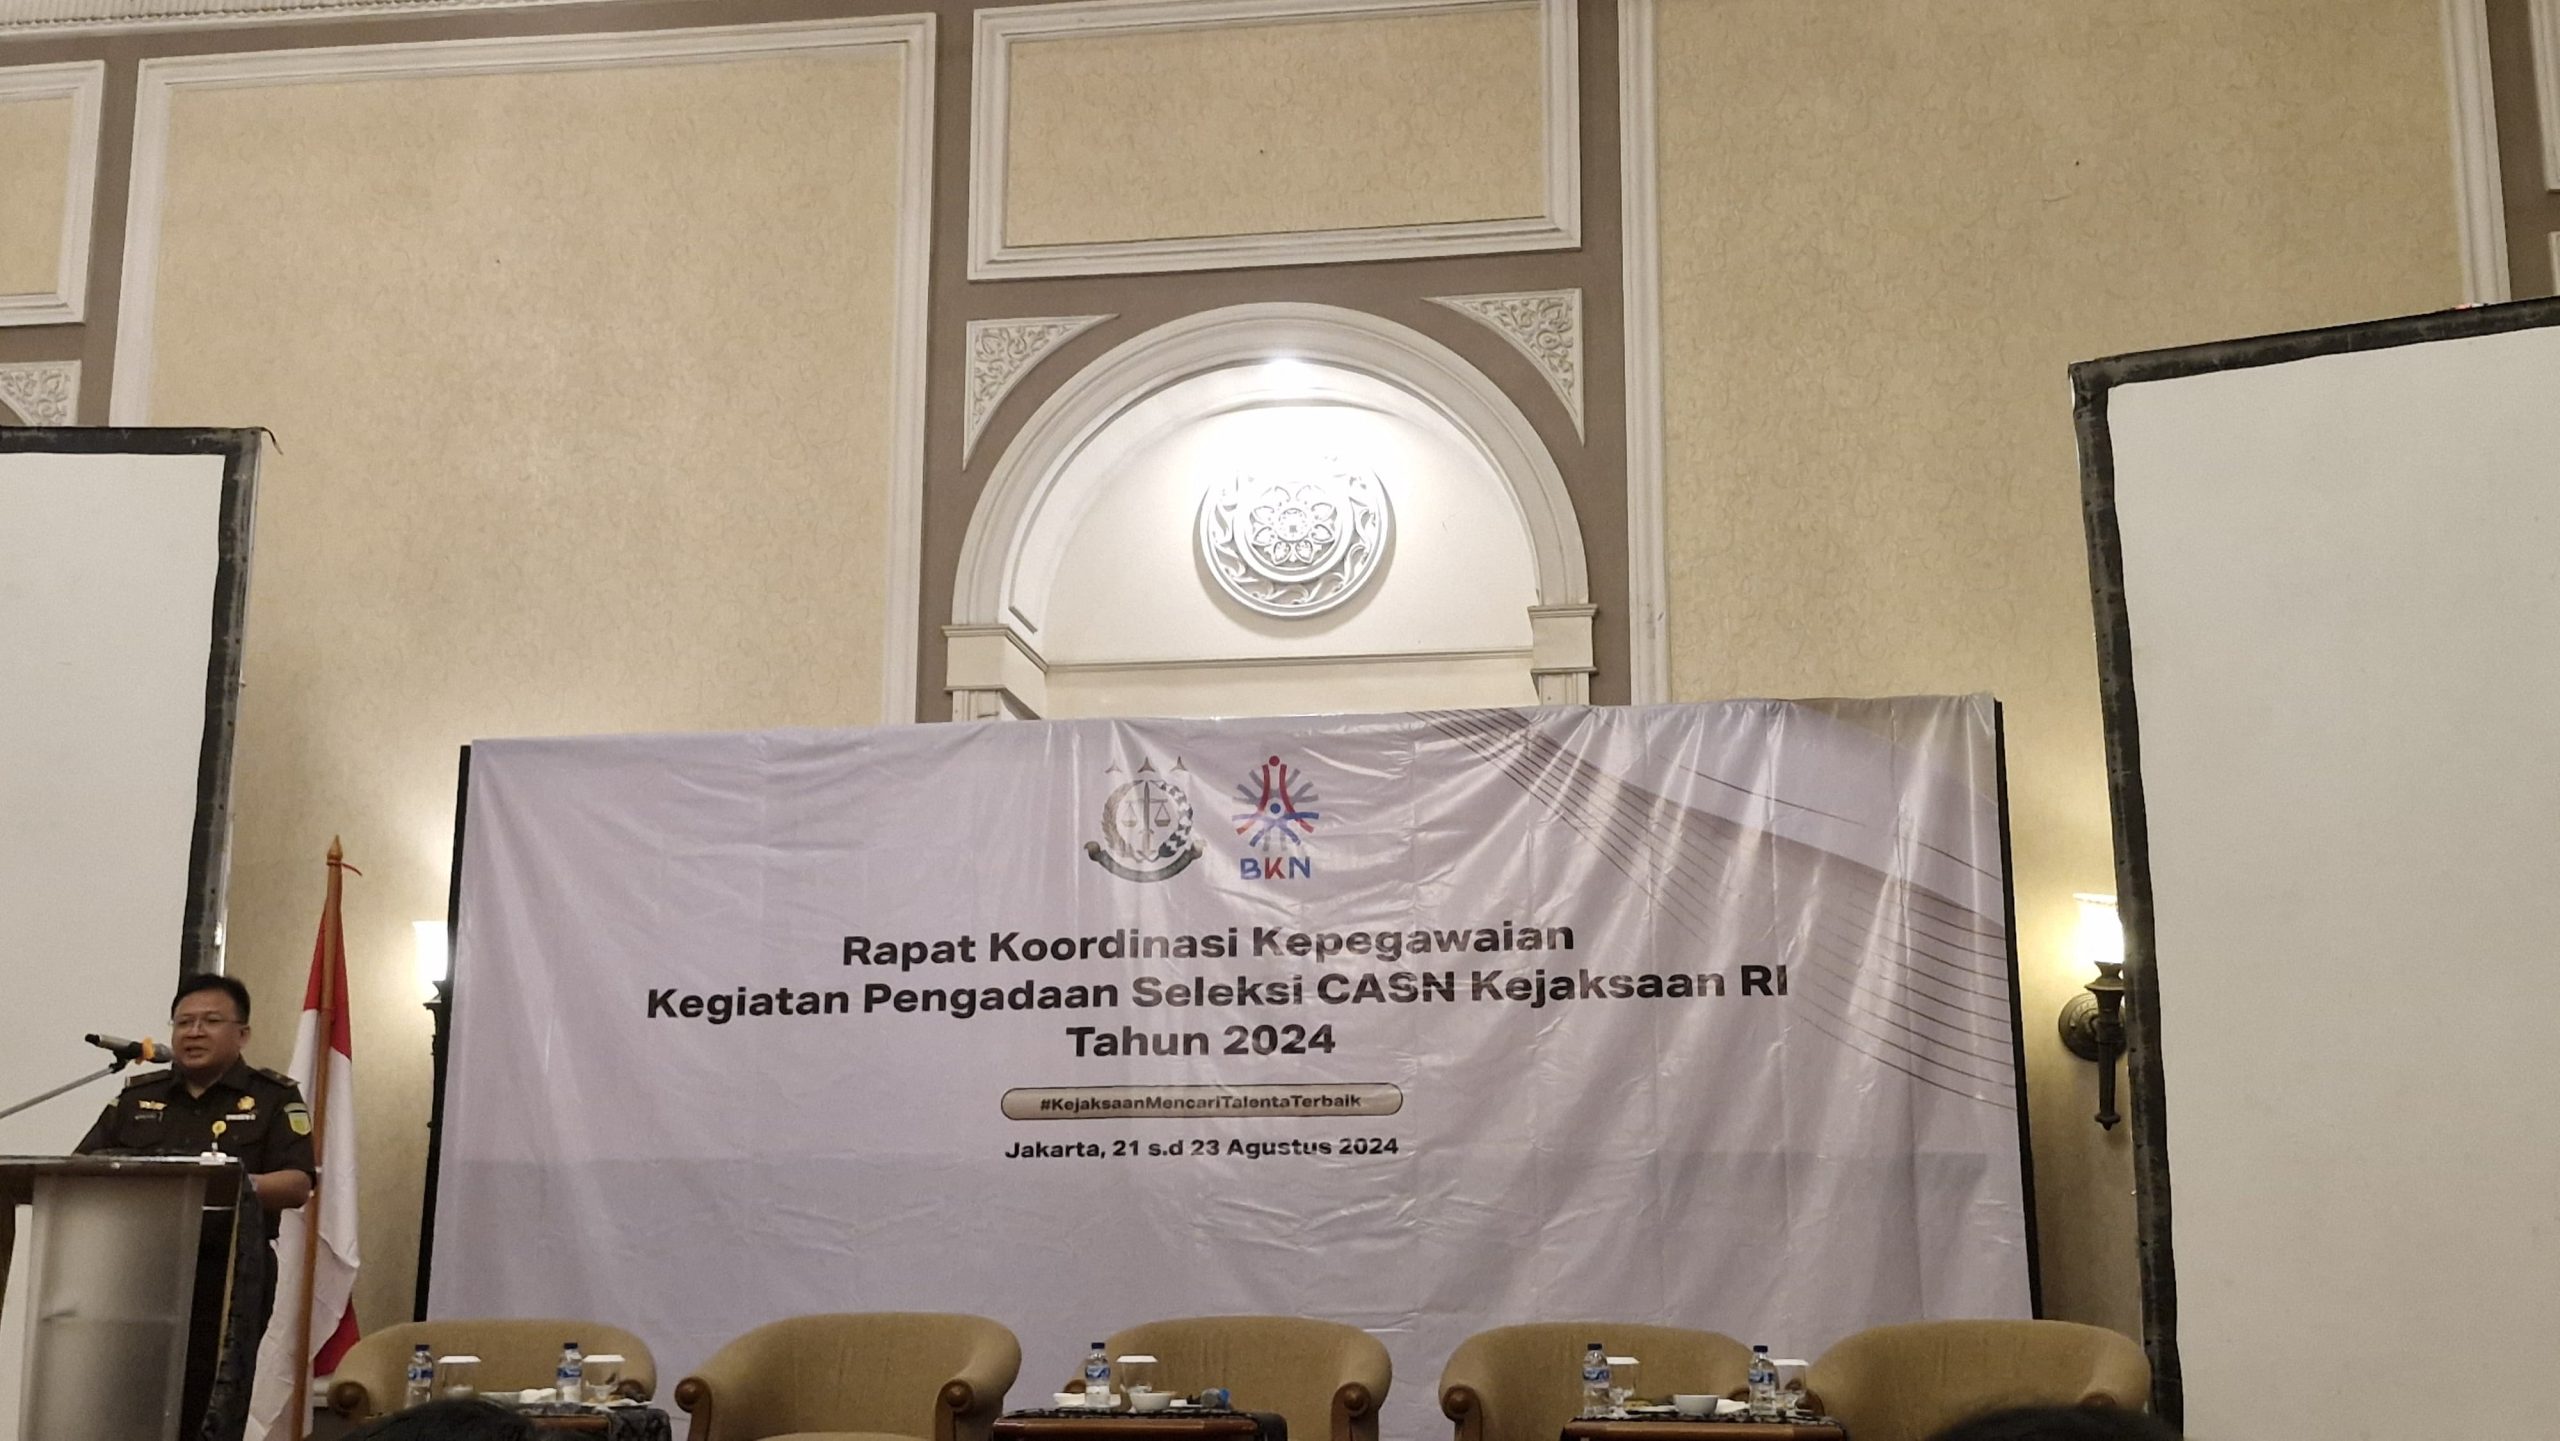 BKN
Rapat Koordinasi Kepegawaian
Kegiatan Pengadaan Seleksi CASN Kejaksaan RI
Tahun 2024
#KejaksaanMencariTalentaTerbaik
Jakarta, 21 s.d 23 Agustus 2024